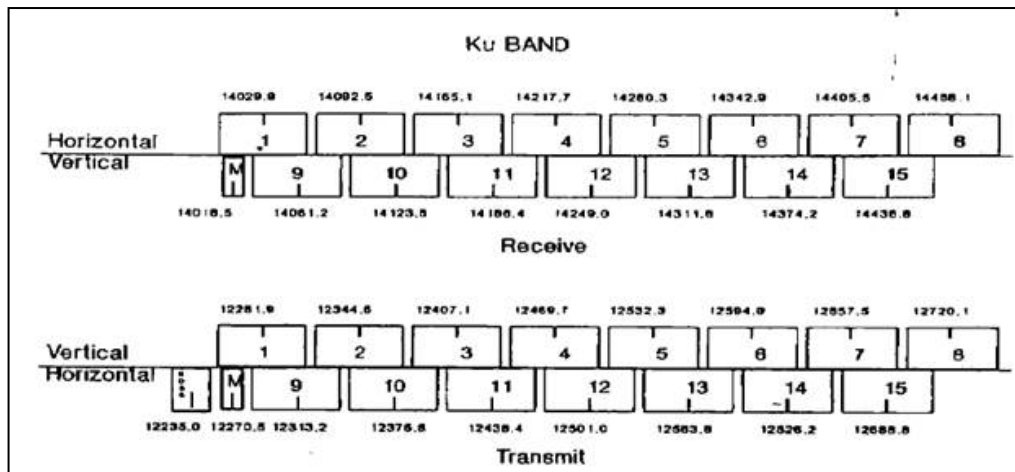 Ku BAND
14029.9 14092.5 14155.1 14217.7 14280.3 14342.9 14405.5 14468.1
Horizontal 1 2 3 4 5 6 7 8
Vertical M 9 10 11 12 13 14 15
14018.5 14061.2 14123.8 14186.4 14249.0 14311.6 14374.2 14436.8
Receive
12281.9 12344.5 12407.1 12469.7 12532.3 12594.9 12657.5 12720.1
Vertical 1 2 3 4 5 6 7 8
Horizontal M 9 10 11 12 13 14 15
12235.0 12270.5 12313.2 12375.8 12438.4 12501.0 12563.6 12626.2 12688.8
Transmit